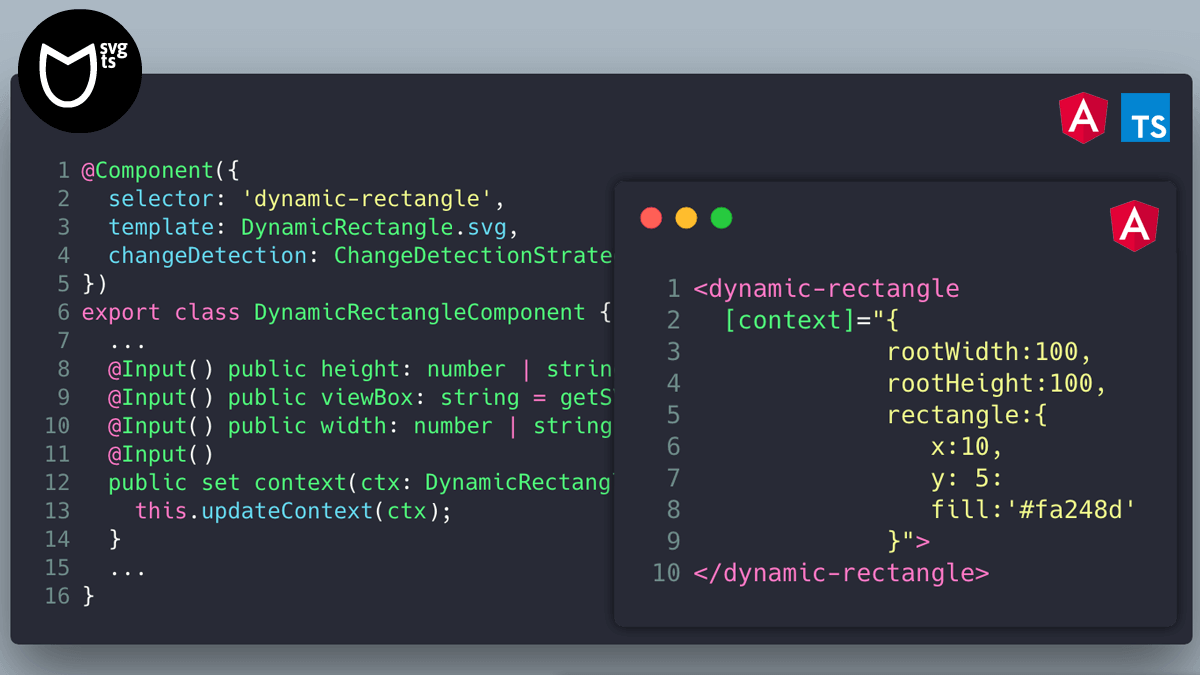 svg
ts
TS
1 @Component({
2   selector: 'dynamic-rectangle',
3   template: DynamicRectangle.svg,
4   changeDetection: ChangeDetectionStrate
5 })
6 export class DynamicRectangleComponent {
7   ...
8   @Input() public height: number | strin
9   @Input() public viewBox: string = getS
10   @Input() public width: number | string
11   @Input()
12   public set context(ctx: DynamicRectang
13     this.updateContext(ctx);
14   }
15   ...
16 }
1 <dynamic-rectangle
2   [context]="{
3               rootWidth:100,
4               rootHeight:100,
5               rectangle:{
6                  x:10,
7                  y: 5:
8                  fill:'#fa248d'
9               }">
10 </dynamic-rectangle>